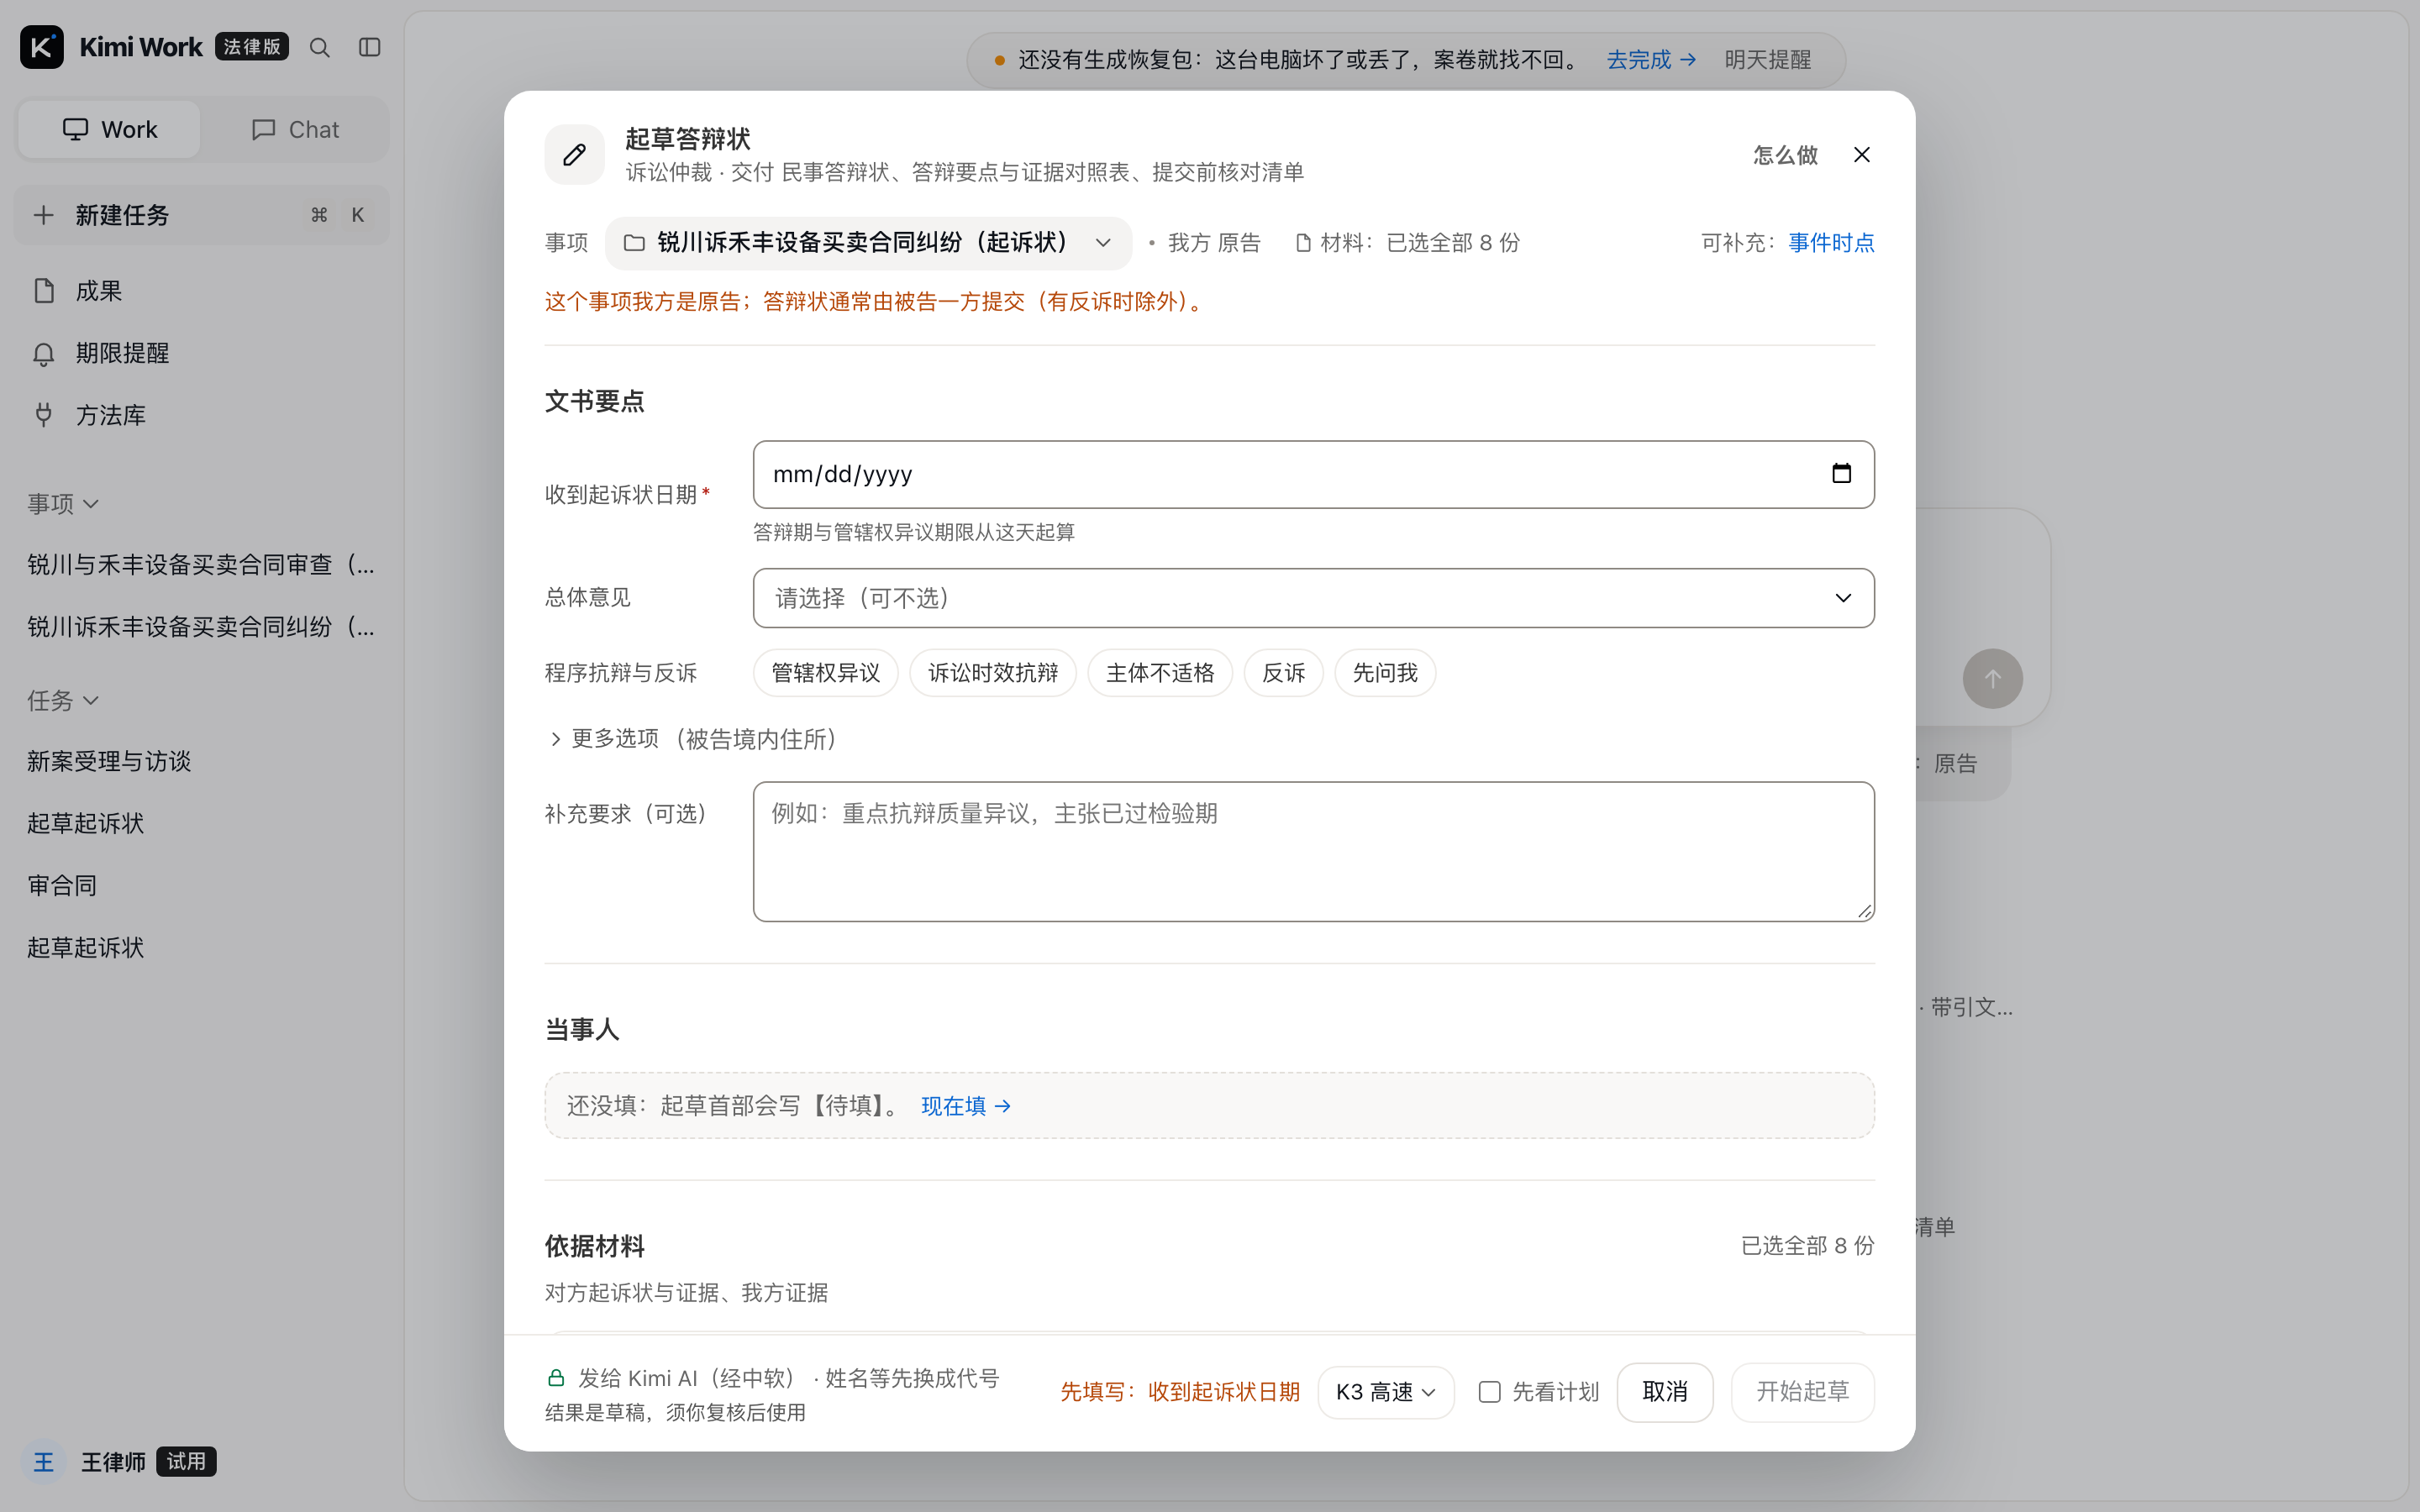 Kimi Work 法律版
Work
Chat
新建任务 ⌘ K
成果
期限提醒
方法库
事项
锐川与禾丰设备买卖合同审查（...
锐川诉禾丰设备买卖合同纠纷（...
任务
新案受理与访谈
起草起诉状
审合同
起草起诉状
王 王律师 试用
还没有生成恢复包：这台电脑坏了或丢了，案卷就找不回。 去完成 → 明天提醒
起草答辩状
诉讼仲裁 · 交付 民事答辩状、答辩要点与证据对照表、提交前核对清单
怎么做
事项 锐川诉禾丰设备买卖合同纠纷（起诉状） • 我方 原告 材料：已选全部 8 份 可补充：事件时点
这个事项我方是原告；答辩状通常由被告一方提交（有反诉时除外）。
文书要点
收到起诉状日期* mm/dd/yyyy
答辩期与管辖权异议期限从这天起算
总体意见 请选择（可不选）
程序抗辩与反诉 管辖权异议 诉讼时效抗辩 主体不适格 反诉 先问我
更多选项 （被告境内住所）
补充要求（可选） 例如：重点抗辩质量异议，主张已过检验期
当事人
还没填：起草首部会写【待填】。 现在填 →
依据材料 已选全部 8 份
对方起诉状与证据、我方证据
发给 Kimi AI（经中软） · 姓名等先换成代号
结果是草稿，须你复核后使用
先填写：收到起诉状日期 K3 高速 先看计划 取消 开始起草
：原告
· 带引文...
清单